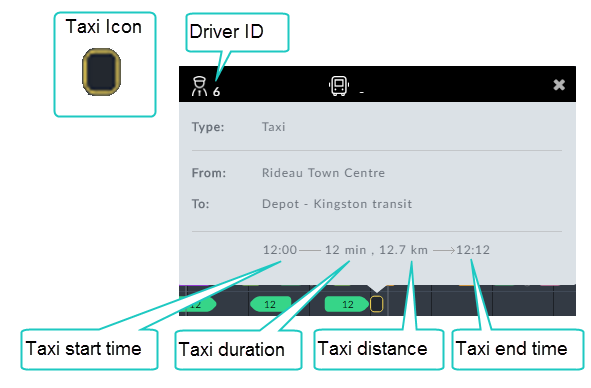 Taxi Icon
Driver ID
6
-
Type: Taxi
From: Rideau Town Centre
To: Depot - Kingston transit
12:00 12 min , 12.7 km 12:12
12 12 12
Taxi start time
Taxi duration
Taxi distance
Taxi end time